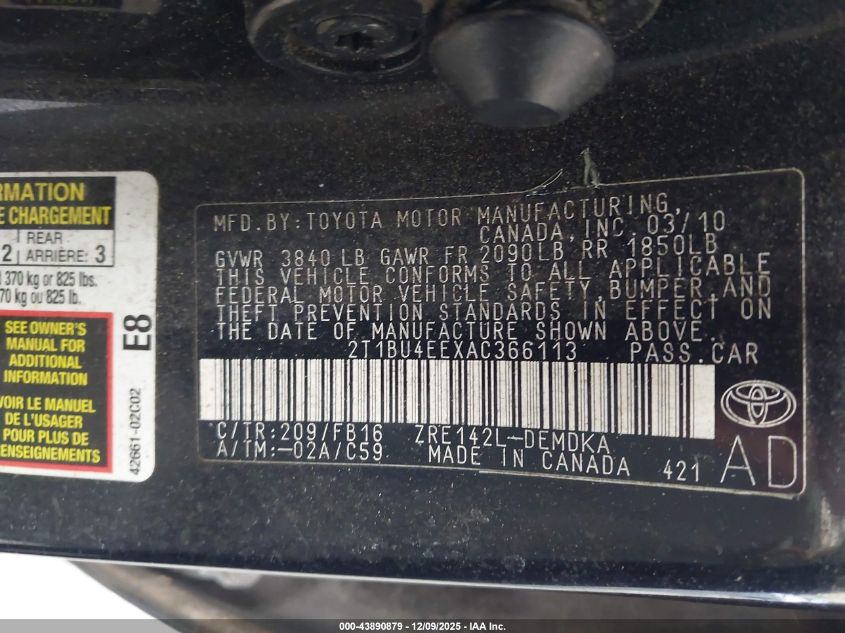 RMATION
E CHARGEMENT
2 REAR ARRIÈRE: 3
370 kg or 825 lbs.
70 kg ou 825 lb.
SEE OWNER'S
MANUAL FOR
ADDITIONAL
INFORMATION
VOIR LE MANUEL
DE L'USAGER
POUR PLUS DE
RENSEIGNEMENTS
E8
42661-02C02
MFD.BY:TOYOTA MOTOR MANUFACTURING,
CANADA,INC. 03/10
GVWR 3840 LB GAWR FR 2090LB RR 1850LB
THIS VEHICLE CONFORMS TO ALL APPLICABLE
FEDERAL MOTOR VEHICLE SAFETY,BUMPER,AND
THEFT PREVENTION STANDARDS IN EFFECT ON
THE DATE OF MANUFACTURE SHOWN ABOVE.
2T1BU4EEXAC366113 PASS.CAR
C/TR:209/FB16 ZRE142L-DEMDKA
A/TM:-02A/C59 MADE IN CANADA 421
AD
000-43890879 | 12/09/2025 - IAA Inc.